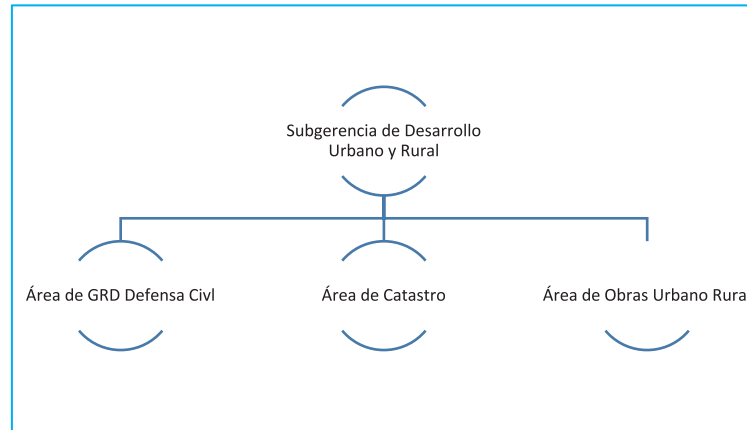 Subgerencia de Desarrollo
Urbano y Rural
Área de GRD Defensa Civl
Área de Catastro
Área de Obras Urbano Rura